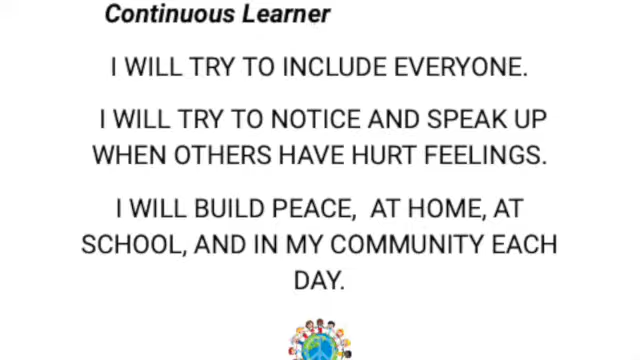 Continuous Learner
I WILL TRY TO INCLUDE EVERYONE.
I WILL TRY TO NOTICE AND SPEAK UP
WHEN OTHERS HAVE HURT FEELINGS.
I WILL BUILD PEACE,  AT HOME, AT
SCHOOL, AND IN MY COMMUNITY EACH
DAY.